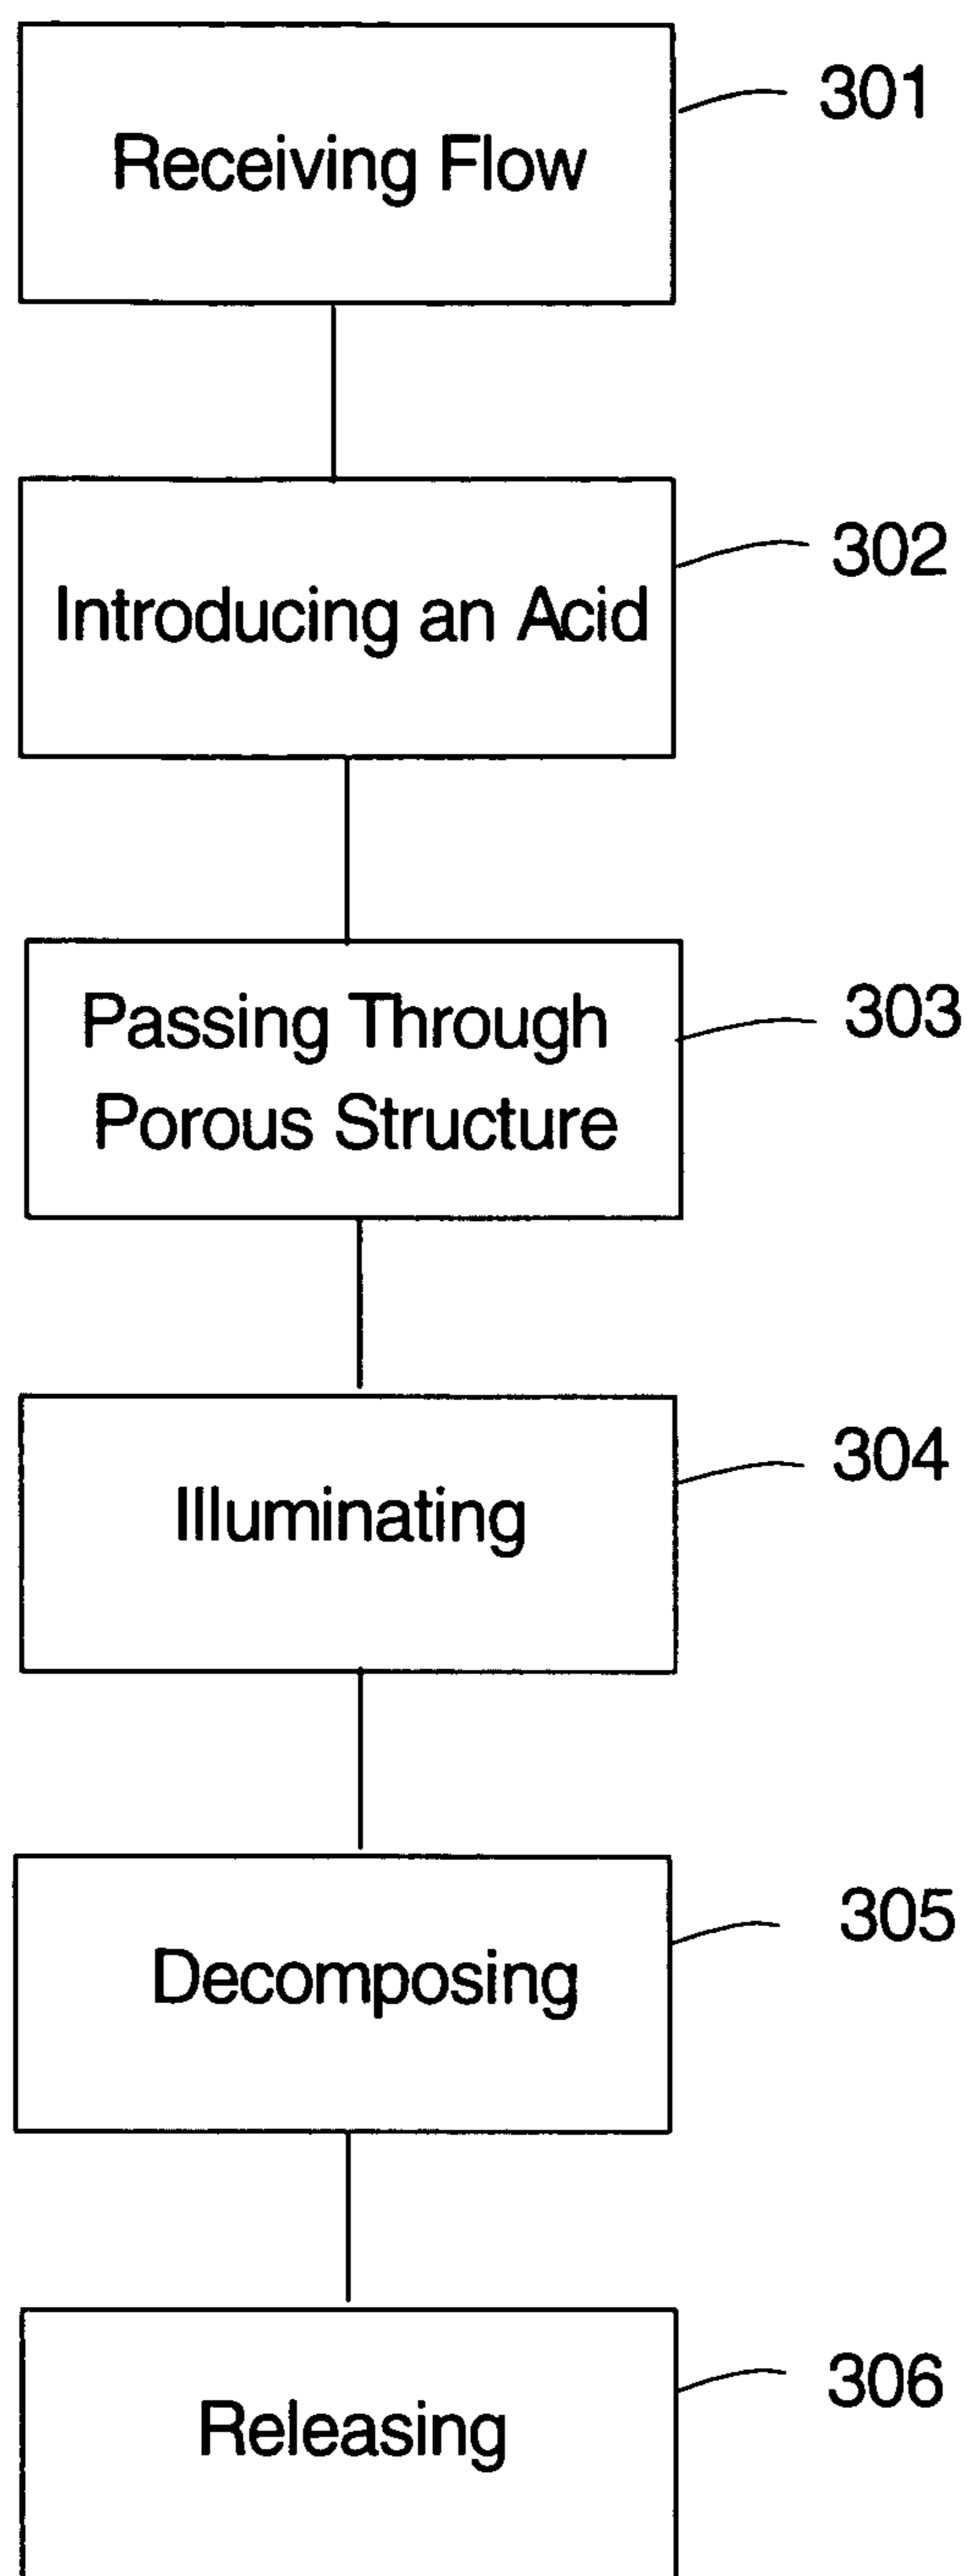 Receiving Flow
301
Introducing an Acid
302
Passing Through
Porous Structure
303
Illuminating
304
Decomposing
305
Releasing
306